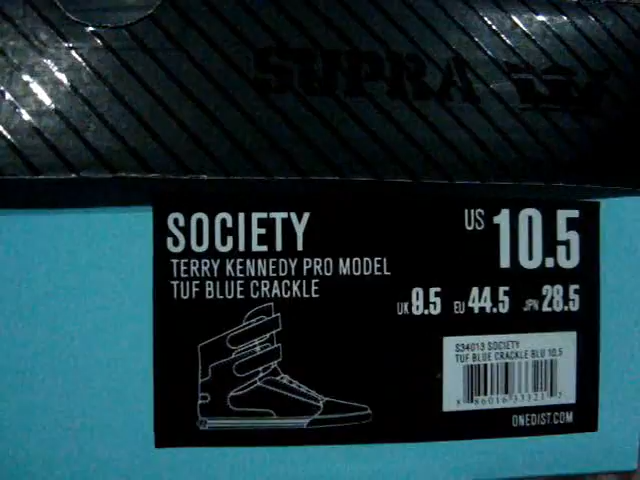 SUPRA
SOCIETY
TERRY KENNEDY PRO MODEL
TUF BLUE CRACKLE
US 10.5
UK 9.5 EU 44.5 JPN 28.5
S34013 SOCIETY
TUF BLUE CRACKLE BLU 10.5
ONEDIST.COM